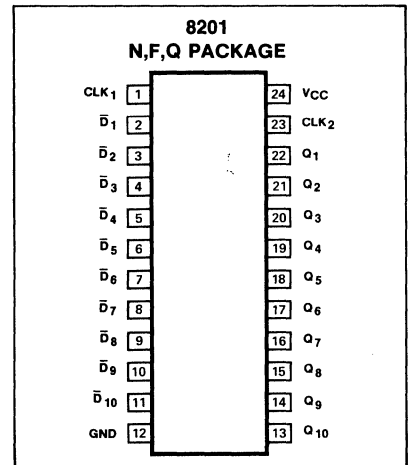 8201
N,F,Q PACKAGE
CLK1 1 24 VCC
D̅1 2 23 CLK2
D̅2 3 22 Q1
D̅3 4 21 Q2
D̅4 5 20 Q3
D̅5 6 19 Q4
D̅6 7 18 Q5
D̅7 8 17 Q6
D̅8 9 16 Q7
D̅9 10 15 Q8
D̅10 11 14 Q9
GND 12 13 Q10